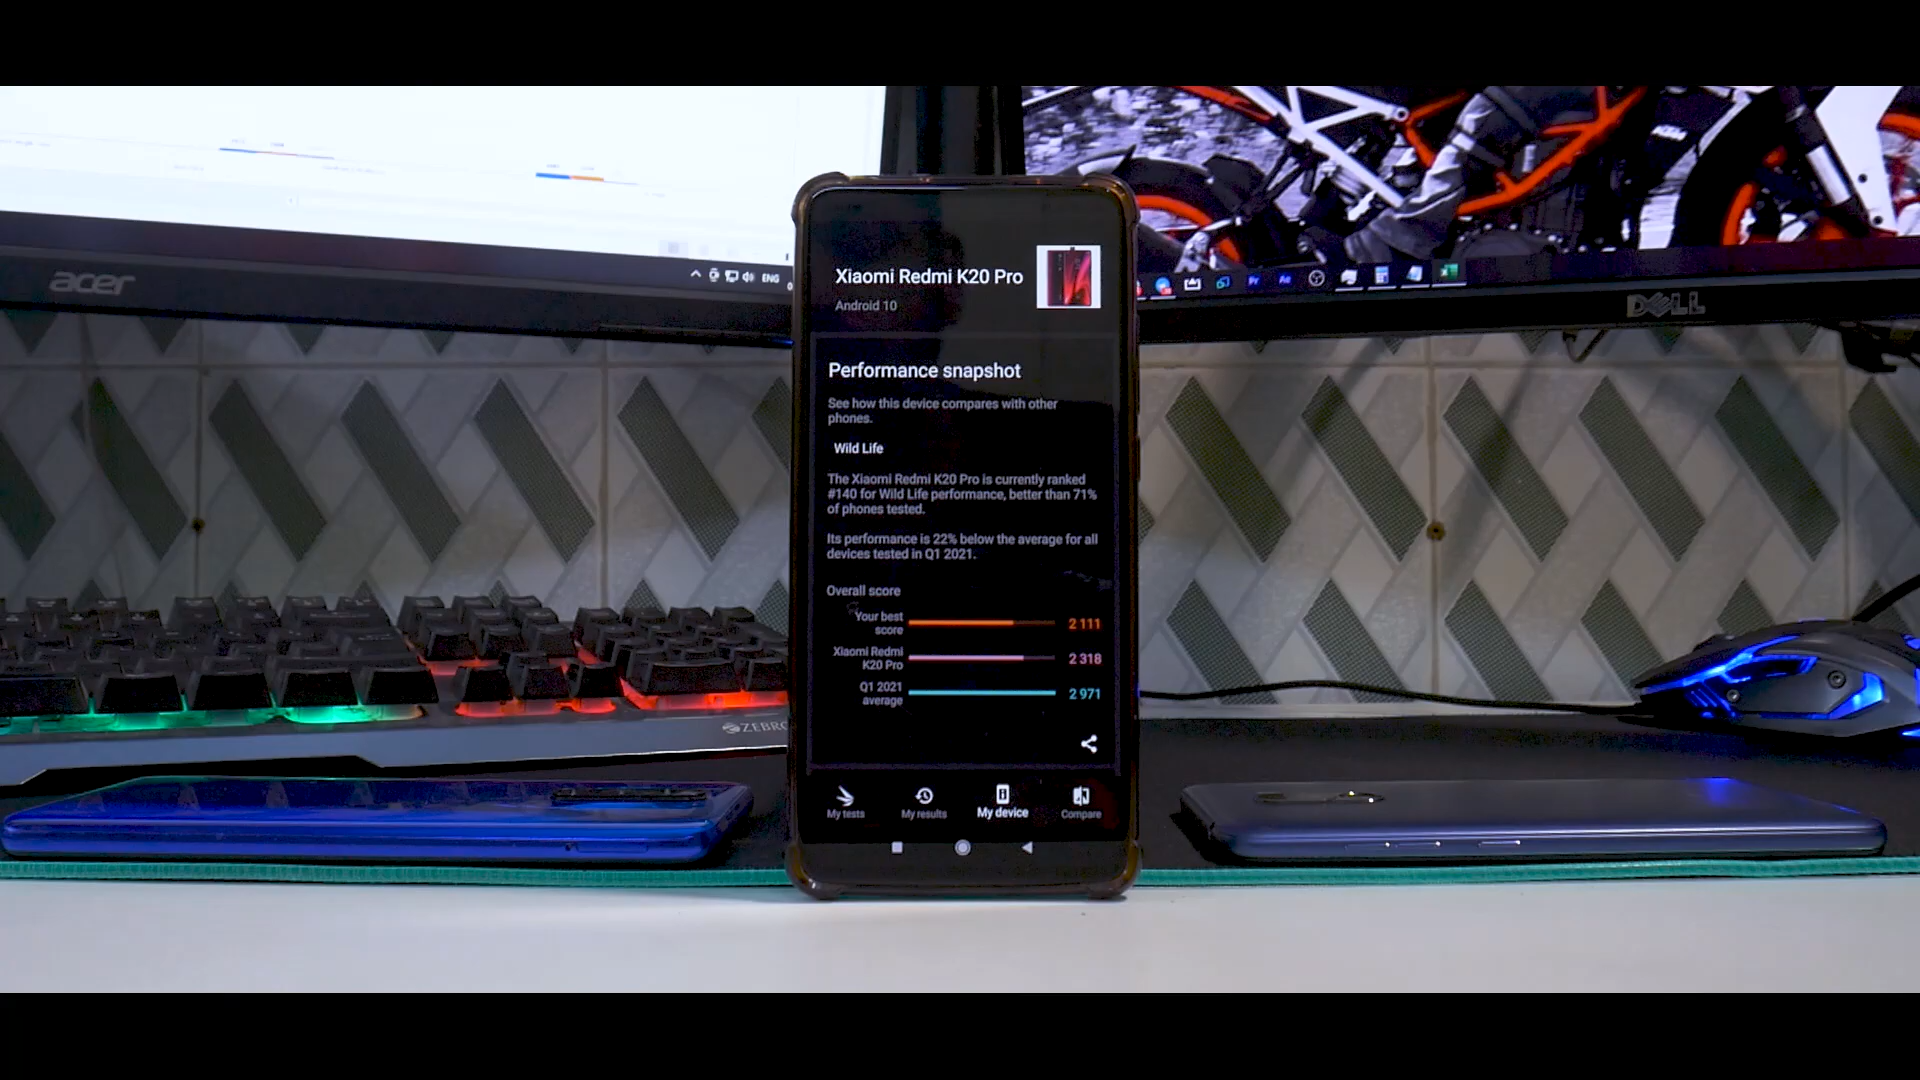 acer
ENG
KTM
Pr
Ae
DELL
Xiaomi Redmi K20 Pro
Android 10
Performance snapshot
See how this device compares with other
phones.
Wild Life
The Xiaomi Redmi K20 Pro is currently ranked
#140 for Wild Life performance, better than 71%
of phones tested.
Its performance is 22% below the average for all
devices tested in Q1 2021.
Overall score
Your best
score
2 111
Xiaomi Redmi
K20 Pro
2 318
Q1 2021
average
2 971
My tests
My results
My device
Compare